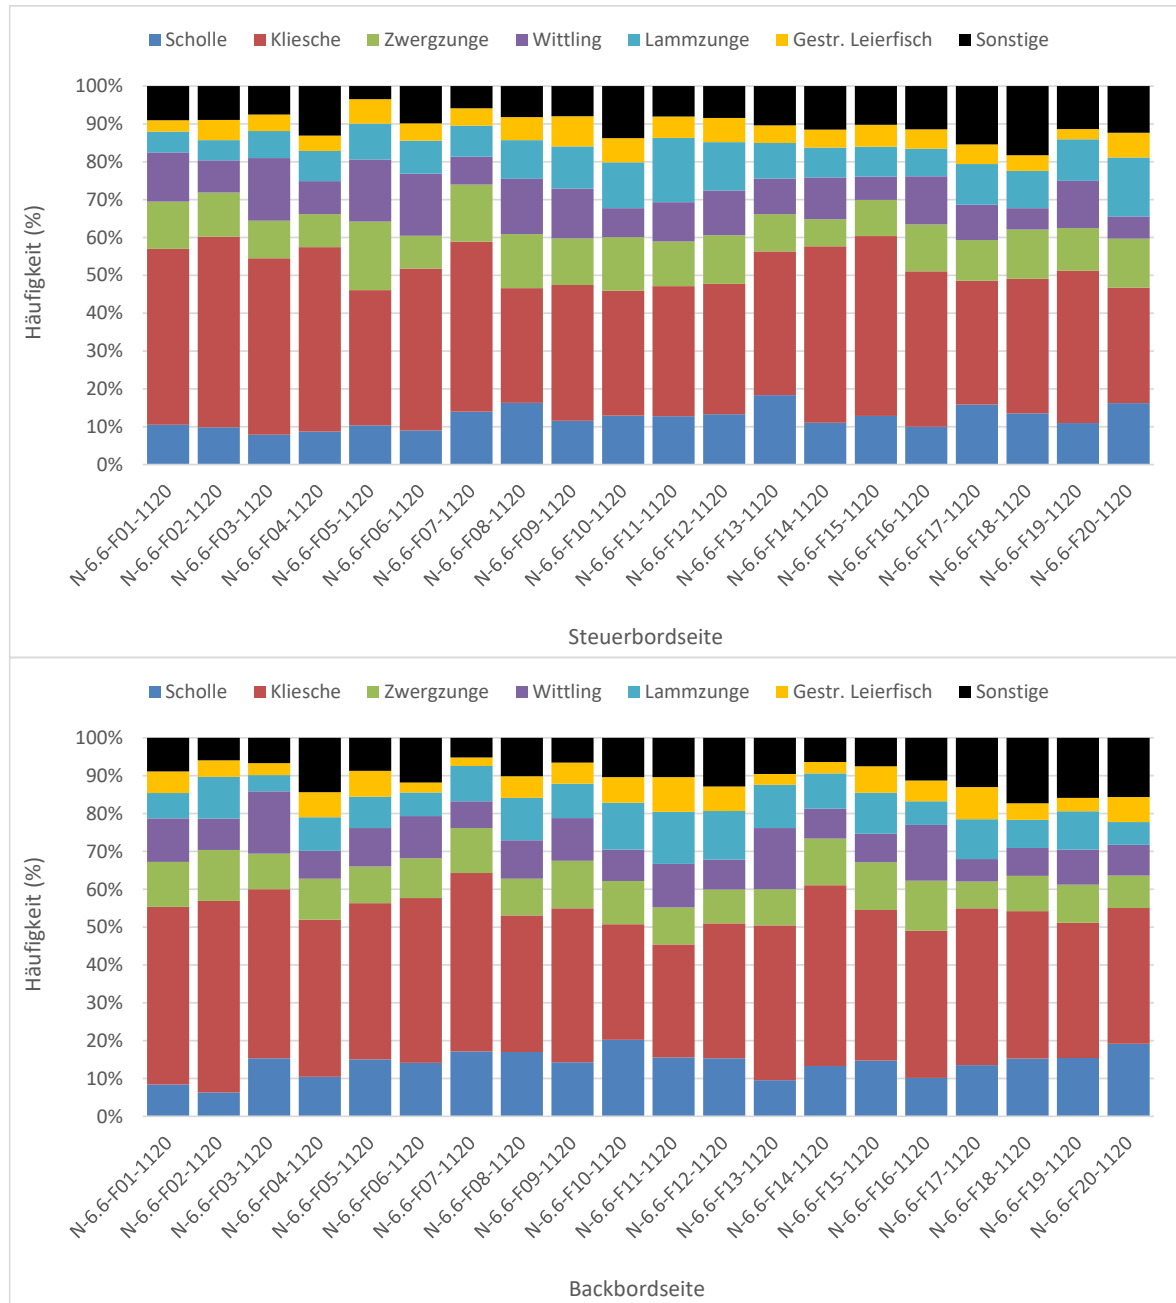 Scholle Kliesche Zwergzunge Wittling Lammzunge Gestr. Leierfisch Sonstige
100%
90%
80%
70%
60%
50%
40%
30%
20%
10%
0%
Häufigkeit (%)
N-6.6-F01-1120
N-6.6-F02-1120
N-6.6-F03-1120
N-6.6-F04-1120
N-6.6-F05-1120
N-6.6-F06-1120
N-6.6-F07-1120
N-6.6-F08-1120
N-6.6-F09-1120
N-6.6-F10-1120
N-6.6-F11-1120
N-6.6-F12-1120
N-6.6-F13-1120
N-6.6-F14-1120
N-6.6-F15-1120
N-6.6-F16-1120
N-6.6-F17-1120
N-6.6-F18-1120
N-6.6-F19-1120
N-6.6-F20-1120
Steuerbordseite
Scholle Kliesche Zwergzunge Wittling Lammzunge Gestr. Leierfisch Sonstige
100%
90%
80%
70%
60%
50%
40%
30%
20%
10%
0%
Häufigkeit (%)
N-6.6-F01-1120
N-6.6-F02-1120
N-6.6-F03-1120
N-6.6-F04-1120
N-6.6-F05-1120
N-6.6-F06-1120
N-6.6-F07-1120
N-6.6-F08-1120
N-6.6-F09-1120
N-6.6-F10-1120
N-6.6-F11-1120
N-6.6-F12-1120
N-6.6-F13-1120
N-6.6-F14-1120
N-6.6-F15-1120
N-6.6-F16-1120
N-6.6-F17-1120
N-6.6-F18-1120
N-6.6-F19-1120
N-6.6-F20-1120
Backbordseite